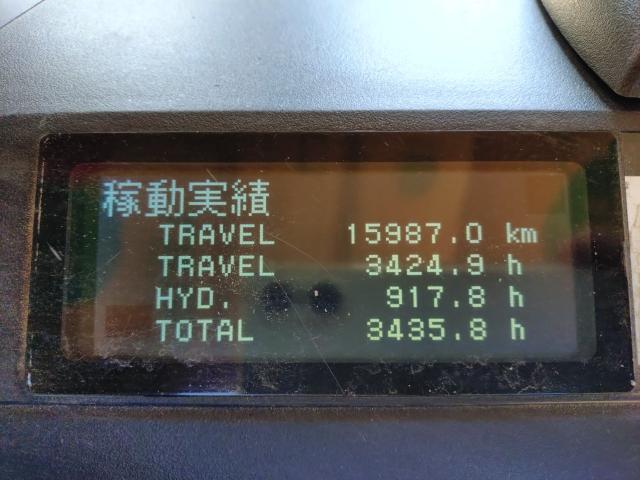 稼動実績
TRAVEL 15987.0 km
TRAVEL 3424.9 h
HYD. 917.8 h
TOTAL 3435.8 h